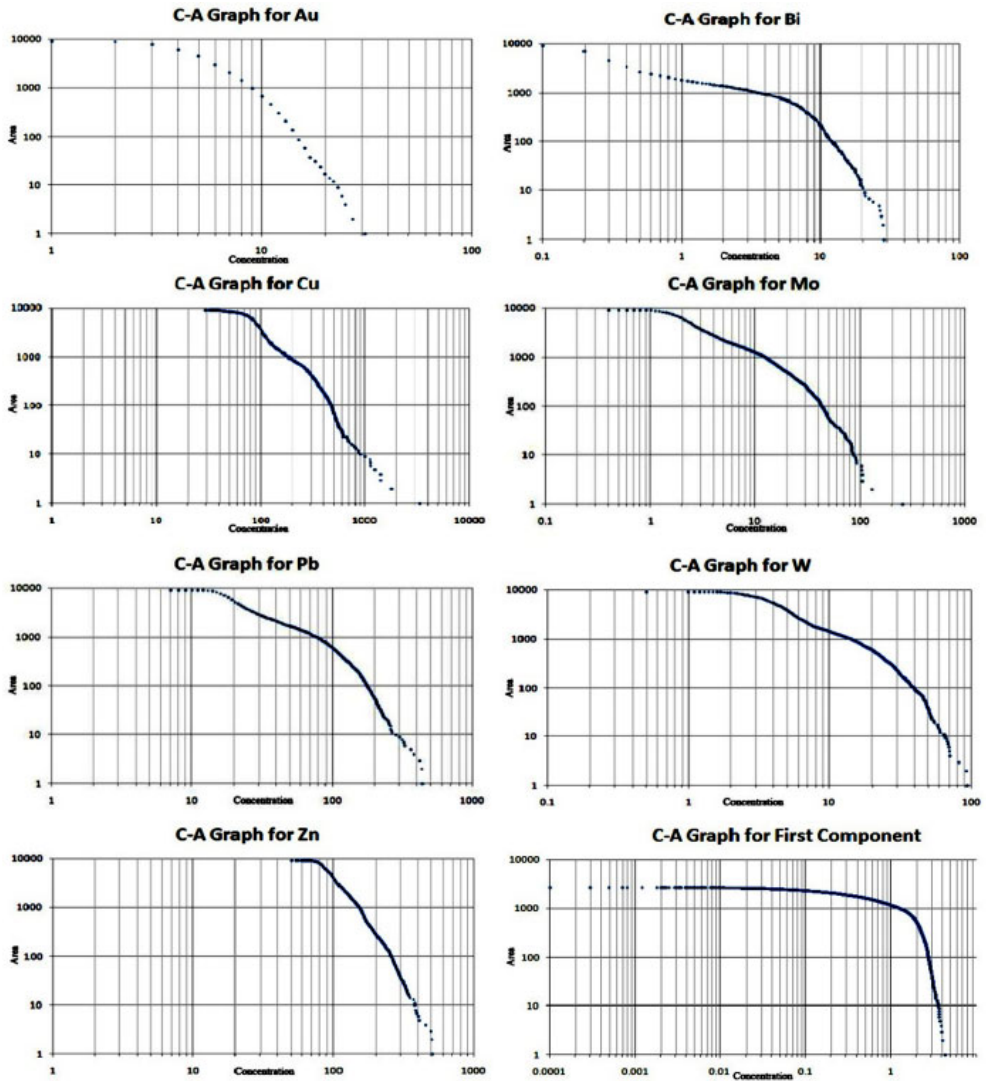 C-A Graph for Au
10000
1000
100
10
1
Area
1 10 100
Concentration
C-A Graph for Bi
10000
1000
100
10
1
Area
0.1 1 10 100
Concentration
C-A Graph for Cu
10000
1000
100
10
1
Area
1 10 100 1000 10000
Concentration
C-A Graph for Mo
10000
1000
100
10
1
Area
0.1 1 10 100 1000
Concentration
C-A Graph for Pb
10000
1000
100
10
1
Area
1 10 100 1000
Concentration
C-A Graph for W
10000
1000
100
10
1
Area
0.1 1 10 100
Concentration
C-A Graph for Zn
10000
1000
100
10
1
Area
1 10 100 1000
Concentration
C-A Graph for First Component
10000
1000
100
10
1
Area
0.0001 0.001 0.01 0.1 1
Concentration